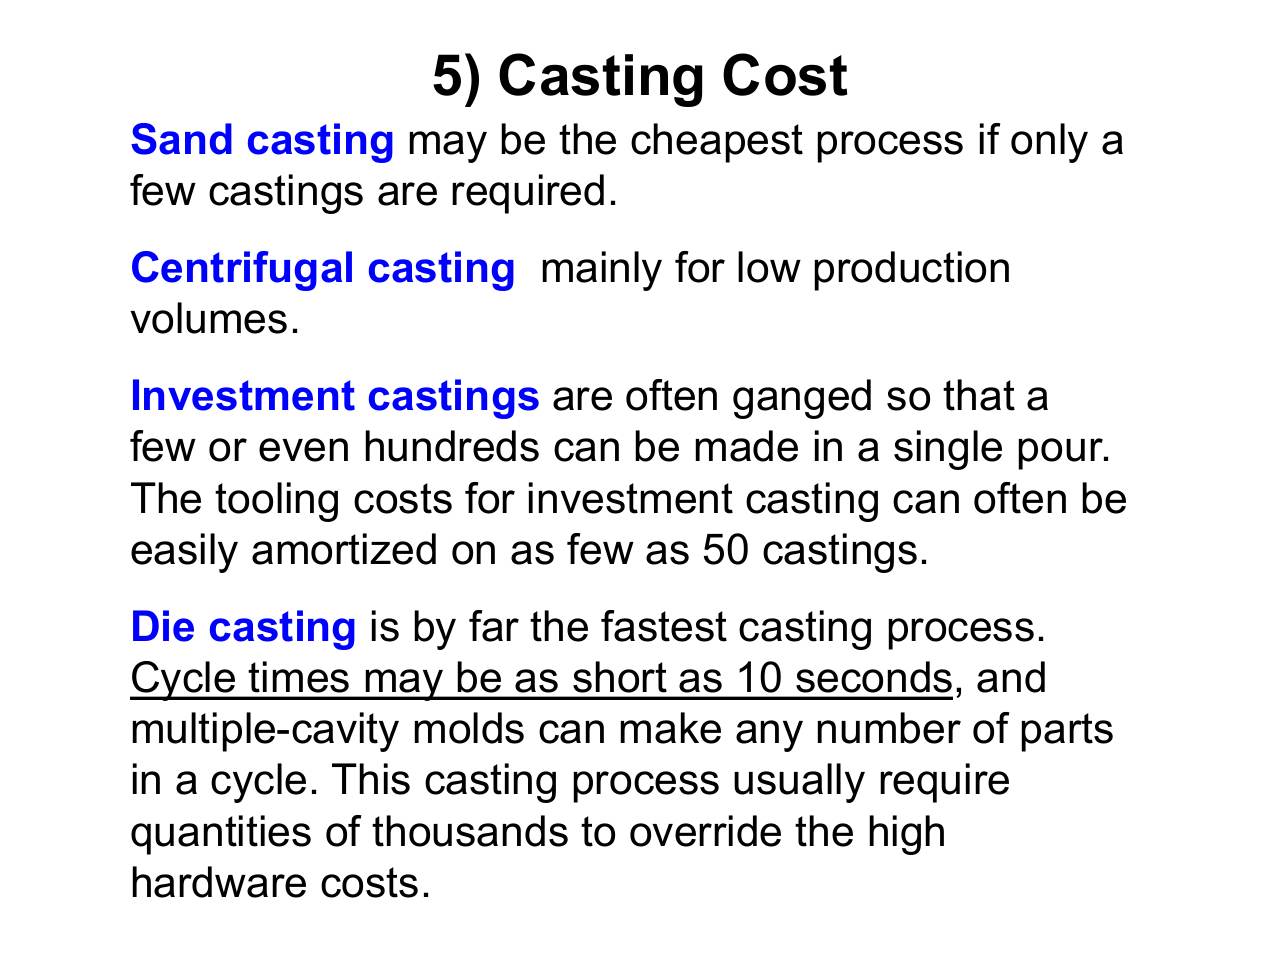 5) Casting Cost
Sand casting may be the cheapest process if only a
few castings are required.
Centrifugal casting  mainly for low production
volumes.
Investment castings are often ganged so that a
few or even hundreds can be made in a single pour.
The tooling costs for investment casting can often be
easily amortized on as few as 50 castings.
Die casting is by far the fastest casting process.
Cycle times may be as short as 10 seconds, and
multiple-cavity molds can make any number of parts
in a cycle. This casting process usually require
quantities of thousands to override the high
hardware costs.